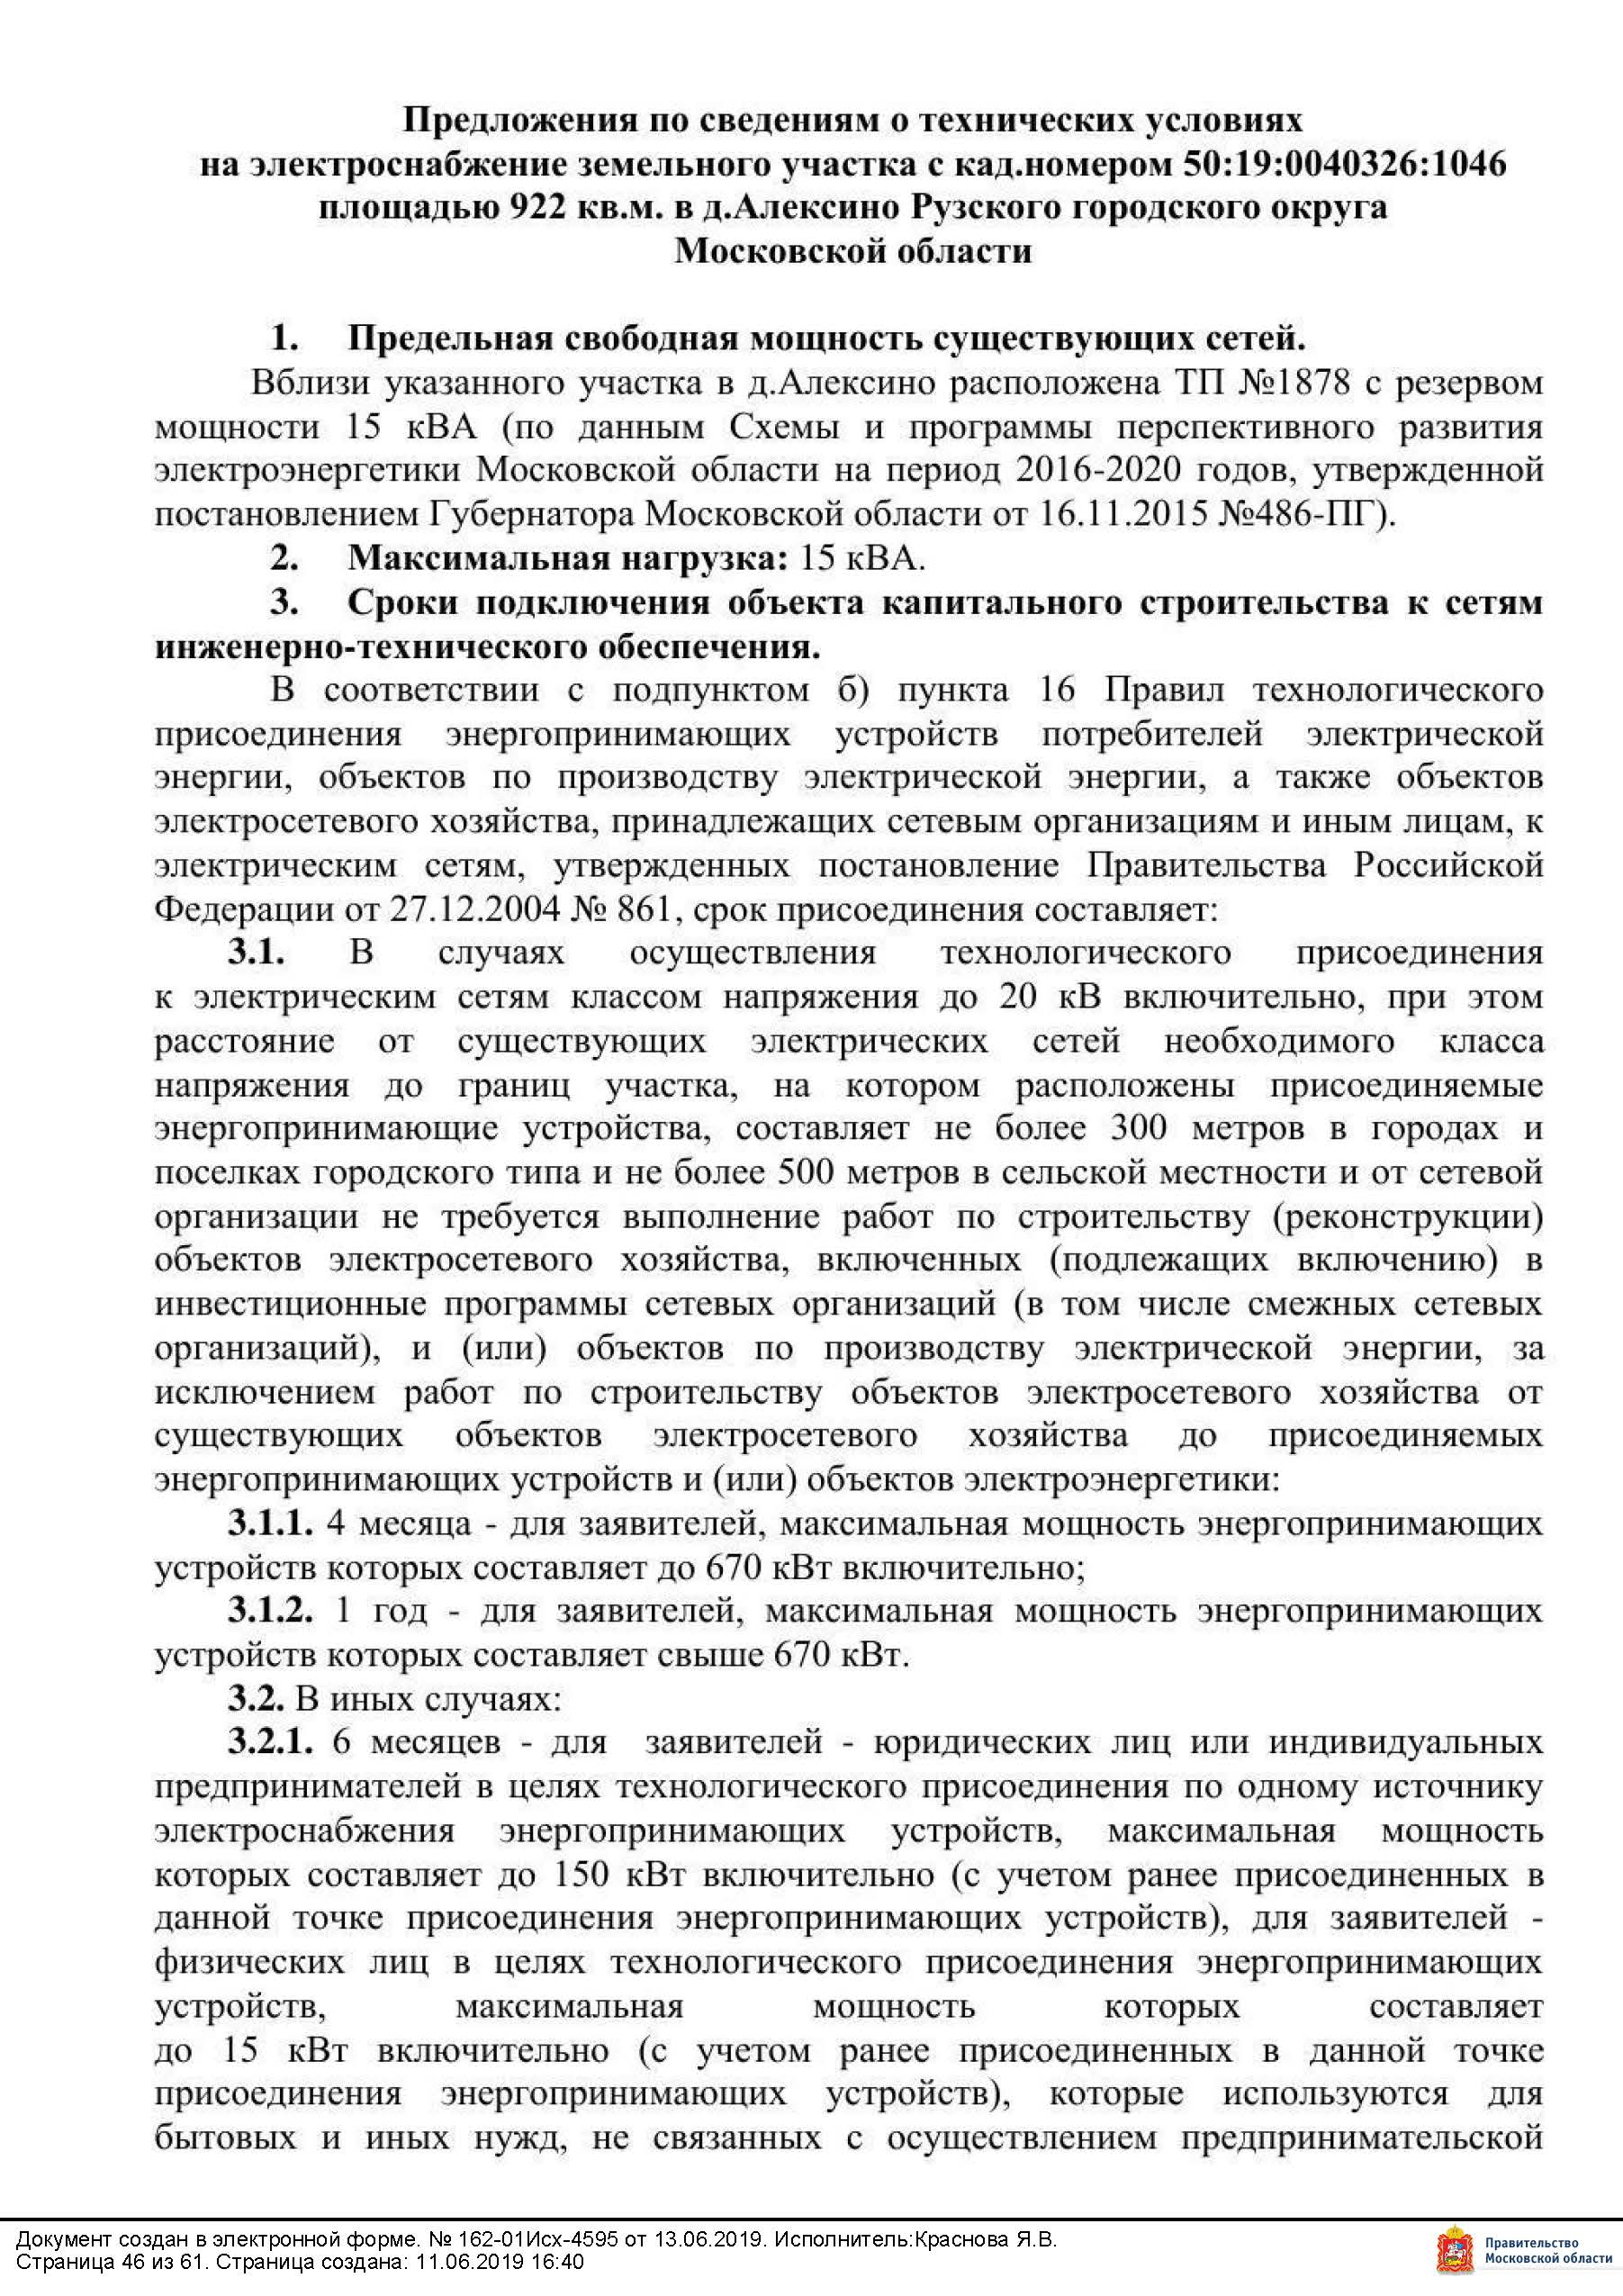 Предложения по сведениям о технических условиях
на электроснабжение земельного участка с кад.номером 50:19:0040326:1046
площадью 922 кв.м. в д.Алексино Рузского городского округа
Московской области
1. Предельная свободная мощность существующих сетей.
Вблизи указанного участка в д.Алексино расположена ТП №1878 с резервом
мощности 15 кВА (по данным Схемы и программы перспективного развития
электроэнергетики Московской области на период 2016-2020 годов, утвержденной
постановлением Губернатора Московской области от 16.11.2015 №486-ПГ).
2. Максимальная нагрузка: 15 кВА.
3. Сроки подключения объекта капитального строительства к сетям
инженерно-технического обеспечения.
В соответствии с подпунктом б) пункта 16 Правил технологического
присоединения энергопринимающих устройств потребителей электрической
энергии, объектов по производству электрической энергии, а также объектов
электросетевого хозяйства, принадлежащих сетевым организациям и иным лицам, к
электрическим сетям, утвержденных постановление Правительства Российской
Федерации от 27.12.2004 № 861, срок присоединения составляет:
3.1. В случаях осуществления технологического присоединения
к электрическим сетям классом напряжения до 20 кВ включительно, при этом
расстояние от существующих электрических сетей необходимого класса
напряжения до границ участка, на котором расположены присоединяемые
энергопринимающие устройства, составляет не более 300 метров в городах и
поселках городского типа и не более 500 метров в сельской местности и от сетевой
организации не требуется выполнение работ по строительству (реконструкции)
объектов электросетевого хозяйства, включенных (подлежащих включению) в
инвестиционные программы сетевых организаций (в том числе смежных сетевых
организаций), и (или) объектов по производству электрической энергии, за
исключением работ по строительству объектов электросетевого хозяйства от
существующих объектов электросетевого хозяйства до присоединяемых
энергопринимающих устройств и (или) объектов электроэнергетики:
3.1.1. 4 месяца - для заявителей, максимальная мощность энергопринимающих
устройств которых составляет до 670 кВт включительно;
3.1.2. 1 год - для заявителей, максимальная мощность энергопринимающих
устройств которых составляет свыше 670 кВт.
3.2. В иных случаях:
3.2.1. 6 месяцев - для заявителей - юридических лиц или индивидуальных
предпринимателей в целях технологического присоединения по одному источнику
электроснабжения энергопринимающих устройств, максимальная мощность
которых составляет до 150 кВт включительно (с учетом ранее присоединенных в
данной точке присоединения энергопринимающих устройств), для заявителей -
физических лиц в целях технологического присоединения энергопринимающих
устройств, максимальная мощность которых составляет
до 15 кВт включительно (с учетом ранее присоединенных в данной точке
присоединения энергопринимающих устройств), которые используются для
бытовых и иных нужд, не связанных с осуществлением предпринимательской
Документ создан в электронной форме. № 162-01Исх-4595 от 13.06.2019. Исполнитель:Краснова Я.В.
Страница 46 из 61. Страница создана: 11.06.2019 16:40
Правительство
Московской области